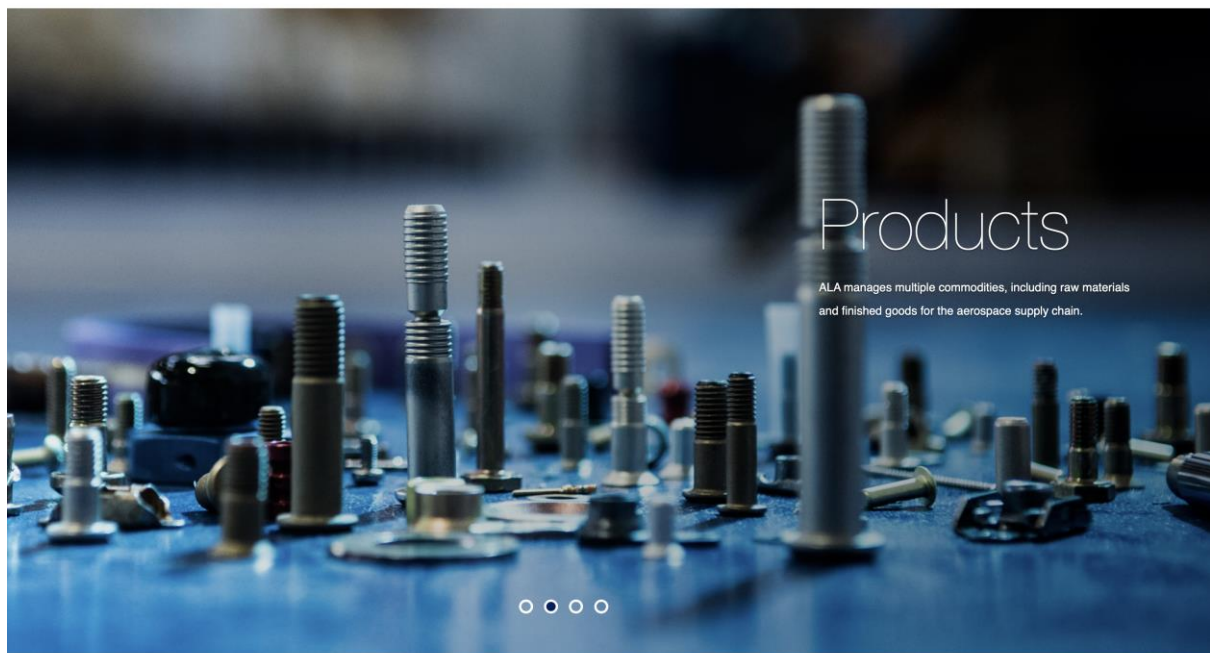 Products
ALA manages multiple commodities, including raw materials
and finished goods for the aerospace supply chain.